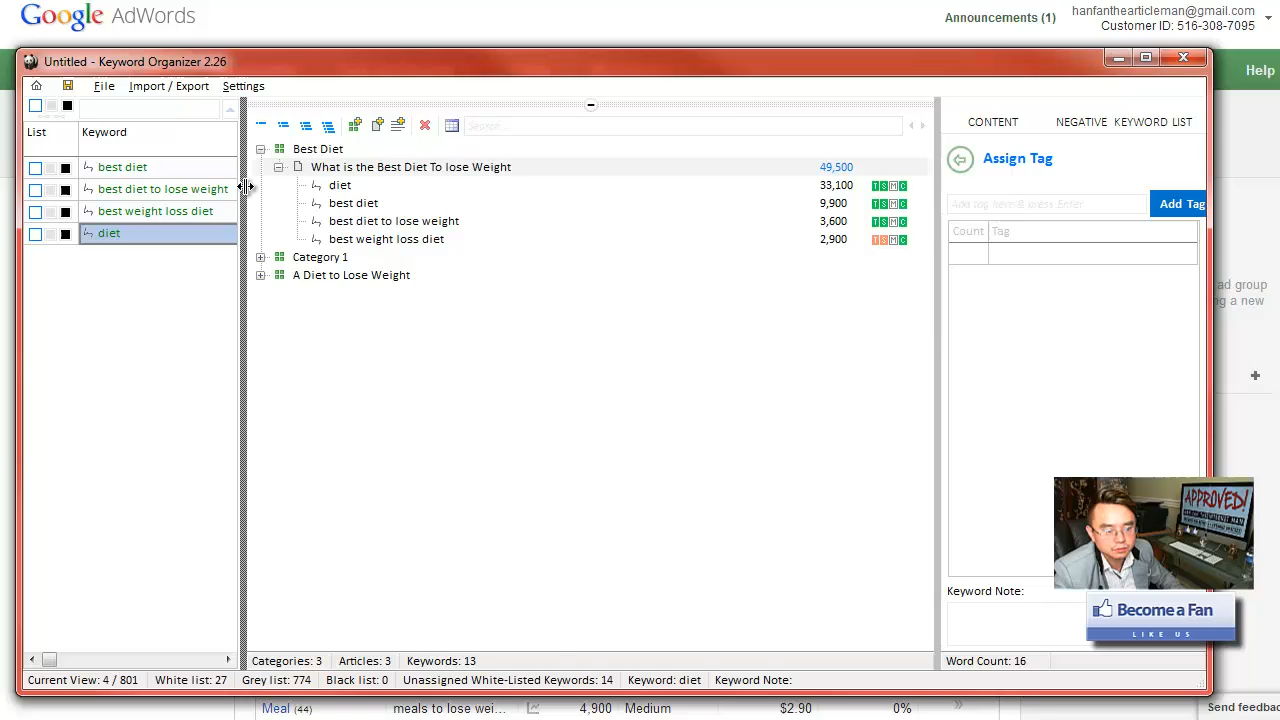 Google AdWords
Announcements (1)
hanfanthearticleman@gmail.com
Customer ID: 516-308-7095
Help
Untitled - Keyword Organizer 2.26
File Import / Export Settings
List Keyword
best diet
best diet to lose weight
best weight loss diet
diet
Search...
Best Diet
What is the Best Diet To lose Weight 49,500
diet 33,100 T S M C
best diet 9,900 T S M C
best diet to lose weight 3,600 T S M C
best weight loss diet 2,900 T S M C
Category 1
A Diet to Lose Weight
CONTENT NEGATIVE KEYWORD LIST
Assign Tag
Add tag here & press Enter Add Tag
Count Tag
Keyword Note:
Word Count: 16
APPROVED!
Become a Fan
LIKE US
ad group
g a new
Categories: 3 Articles: 3 Keywords: 13
Current View: 4 / 801 White list: 27 Grey list: 774 Black list: 0 Unassigned White-Listed Keywords: 14 Keyword: diet Keyword Note:
Meal (44) meals to lose wei... 4,900 Medium $2.90 0%
Send feedbac